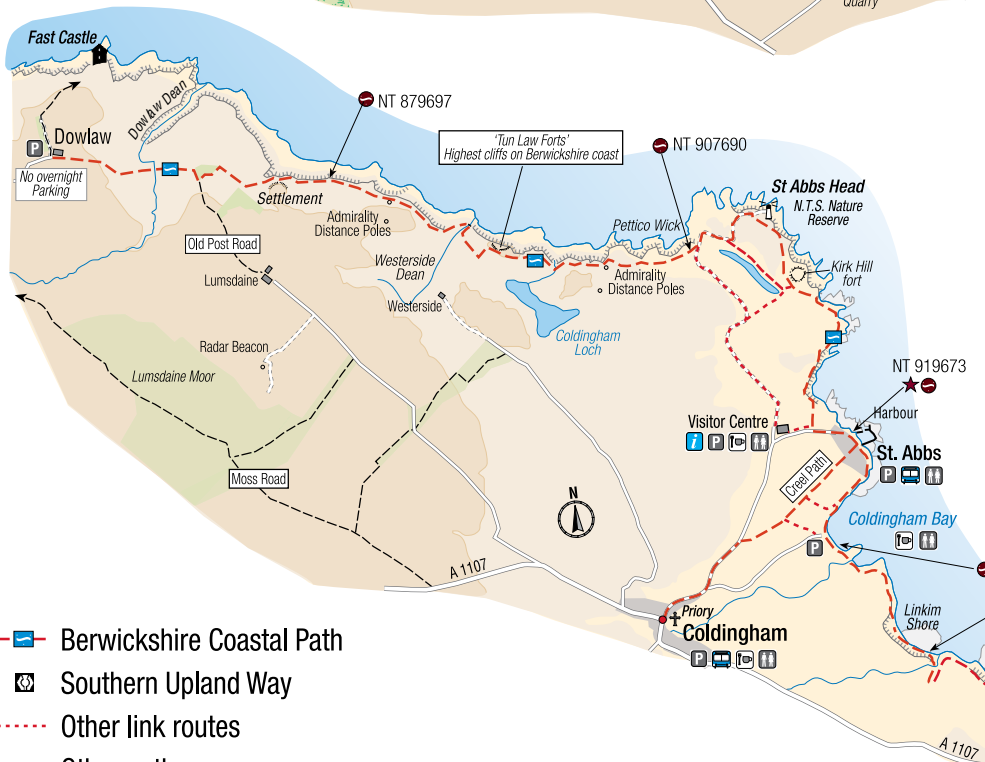 Quarry
Fast Castle
Dowlaw Dean
NT 879697
Dowlaw
P
No overnight
Parking
'Tun Law Forts'
Highest cliffs on Berwickshire coast
NT 907690
St Abbs Head
N.T.S. Nature
Reserve
Settlement
Admirality
Distance Poles
Pettico Wick
Old Post Road
Westerside
Dean
Kirk Hill
fort
Lumsdaine
Admirality
Distance Poles
Westerside
Coldingham
Loch
Radar Beacon
Lumsdaine Moor
NT 919673
Harbour
Visitor Centre
i P
St. Abbs
P
Creel Path
Moss Road
N
Coldingham Bay
P
A 1107
Priory
Coldingham
P
Linkim
Shore
Berwickshire Coastal Path
Southern Upland Way
Other link routes
A 1107